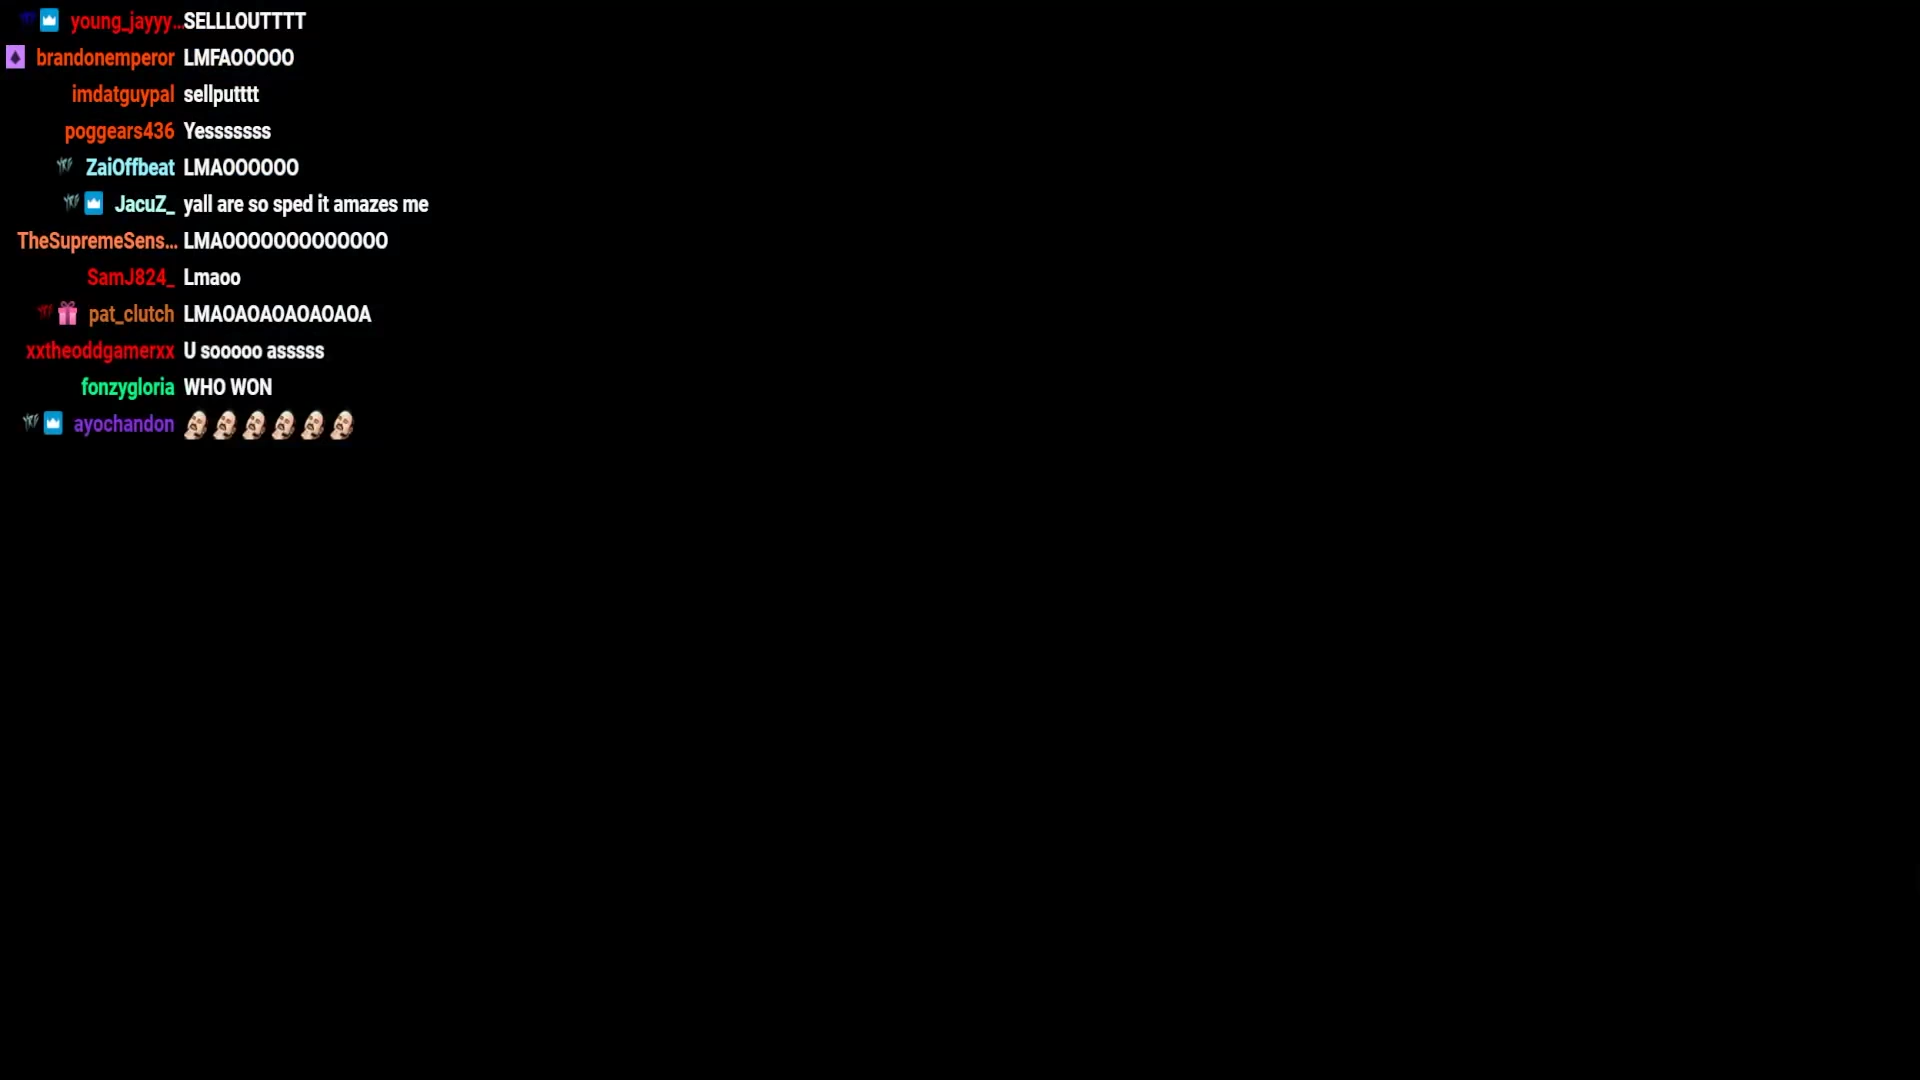 young_jayyy... SELLLOUTTTT
brandonemperor LMFAOOOOO
imdatguypal sellputttt
poggears436 Yesssssss
ZaiOffbeat LMAOOOOOO
JacuZ_ yall are so sped it amazes me
TheSupremeSens... LMAOOOOOOOOOOOOO
SamJ824_ Lmaoo
pat_clutch LMAOAOAOAOAOAOA
xxtheoddgamerxx U sooooo asssss
fonzygloria WHO WON
ayochandon